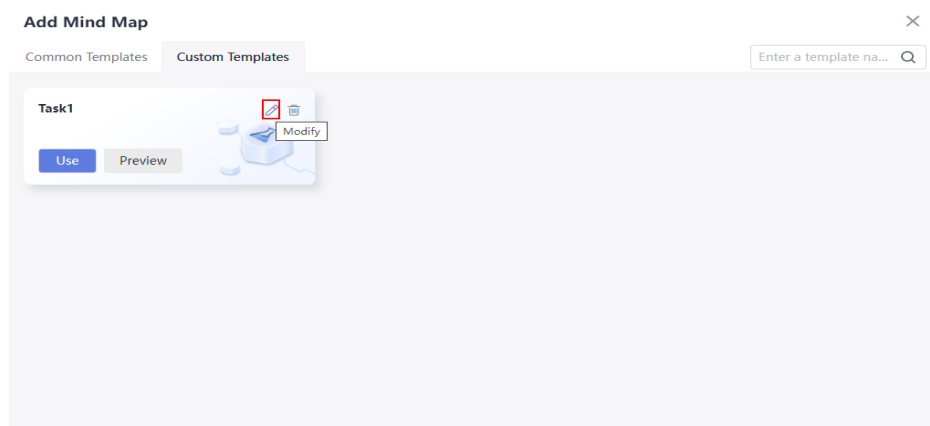 Add Mind Map
Common Templates
Custom Templates
Enter a template na...
Task1
Modify
Use
Preview